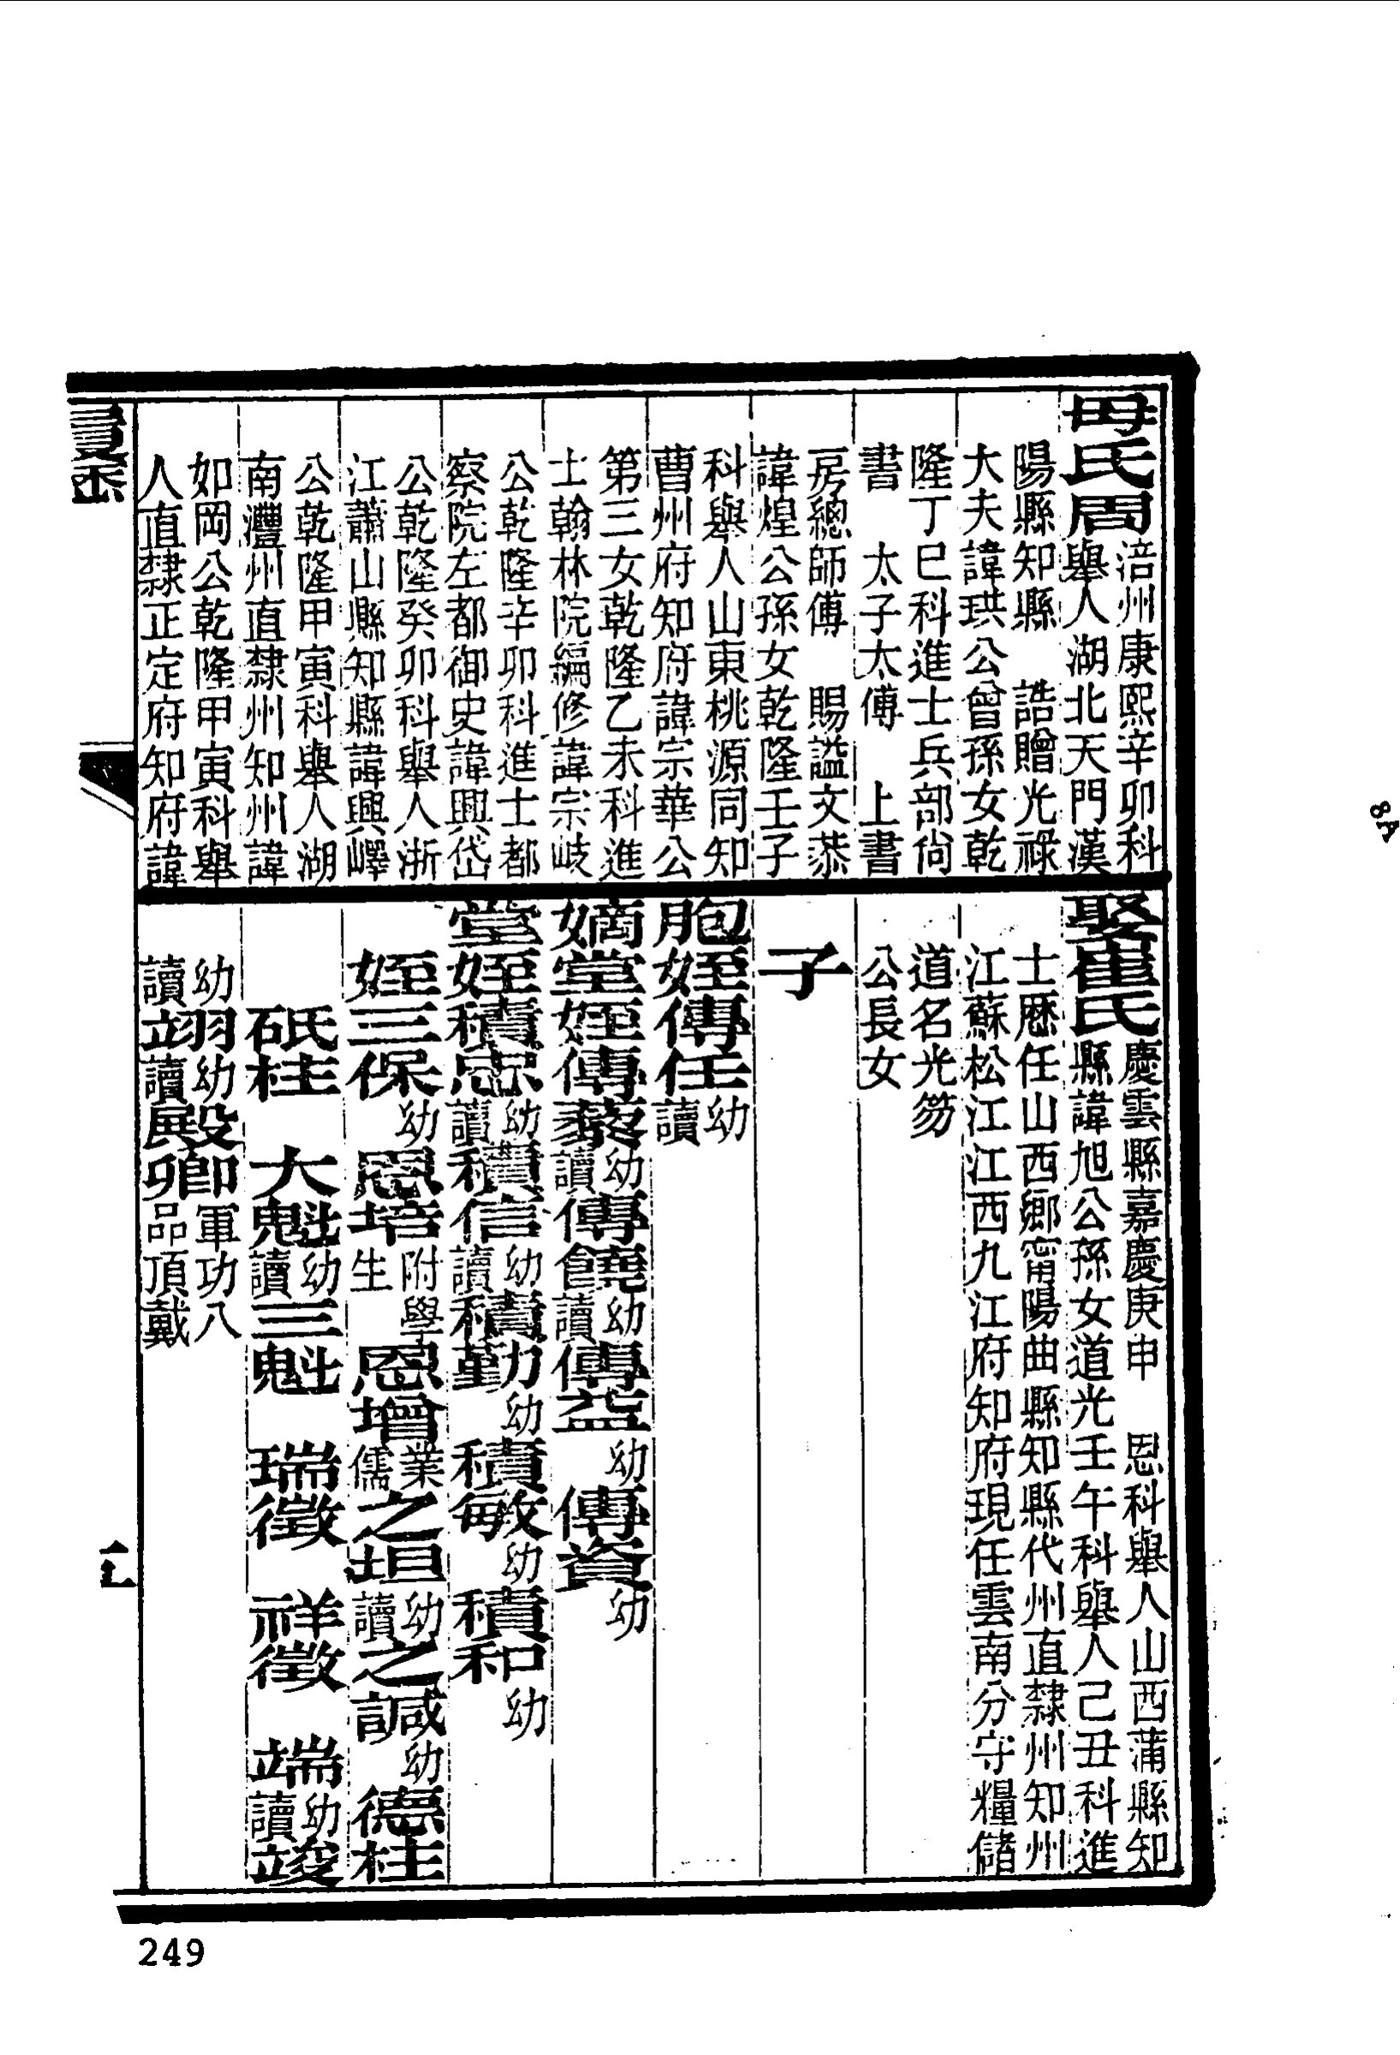 母氏周
涪州康熙辛卯科
舉人湖北天門漢
陽縣知縣　誥贈光祿
大夫諱珙公曾孫女乾
隆丁巳科進士兵部尙
書　太子太傅　上書
房總師傅　賜謚文恭
諱煌公孫女乾隆壬子
科舉人山東桃源同知
曹州府知府諱宗華公
第三女乾隆乙未科進
士翰林院編修諱宗岐
公乾隆辛卯科進士都
察院左都御史諱興岱
公乾隆癸卯科舉人浙
江蕭山縣知縣諱興嶧
公乾隆甲寅科舉人湖
南灃州直隸州知州諱
如岡公乾隆甲寅科舉
人直隸正定府知府諱
娶崔氏
慶雲縣嘉慶庚申　恩科舉人山西蒲縣知
縣諱旭公孫女道光壬午科舉人己丑科進
士歷任山西鄉甯陽曲縣知縣代州直隸州知州
江蘇松江江西九江府知府現任雲南分守糧儲
道名光笏
公長女
子
胞姪傳任幼讀
嫡堂姪傳藜幼讀傳饒幼讀傳益幼　傳資幼
堂姪積忠幼讀積信幼讀積勤幼　積敏幼　積和幼
姪三保幼　恩培附學生　恩增業儒之垣幼讀之諴幼　德柱
砥柱　大魁幼讀三魁　瑞徵　祥徵　端幼讀竣
幼讀翊幼讀殿卿軍功八品頂戴
249